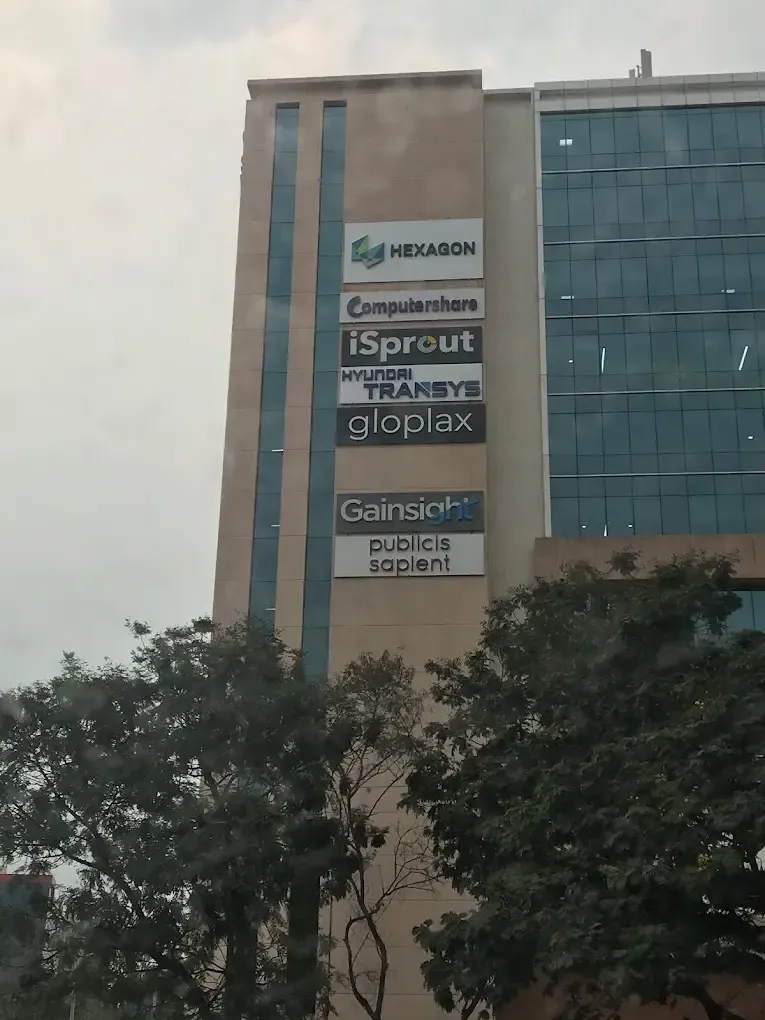 HEXAGON
Computershare
iSprout
HYUNDAI
TRANSYS
gloplax
Gainsight
publicis
sapient